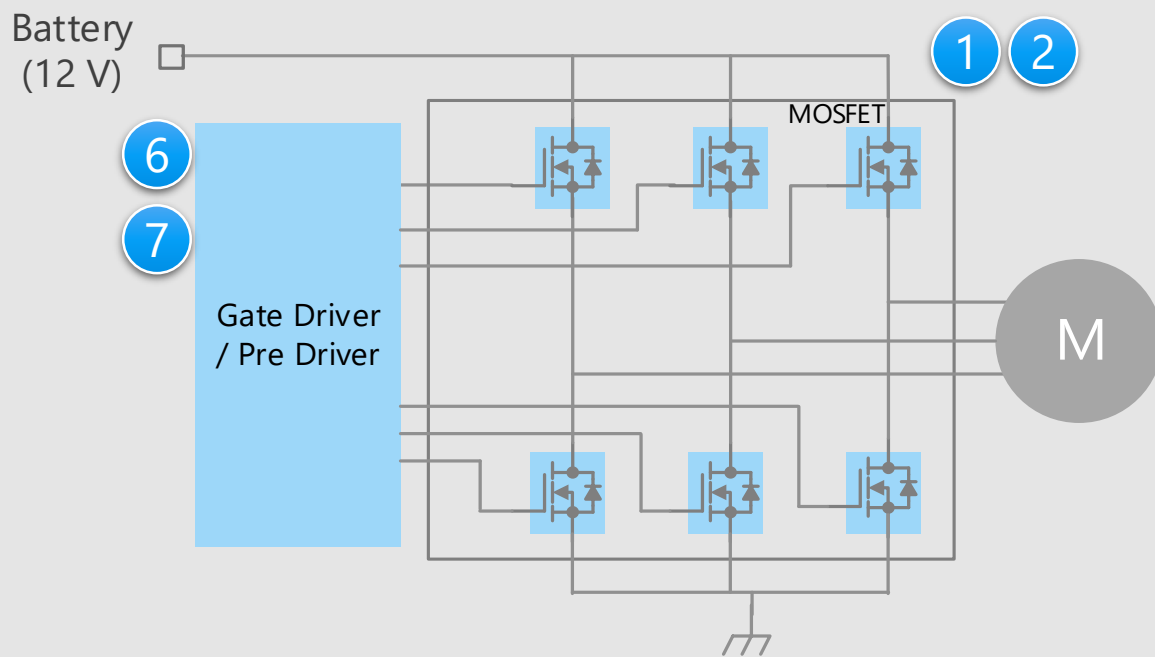 Battery
(12 V)
1 2
MOSFET
6
7
Gate Driver
/ Pre Driver
M